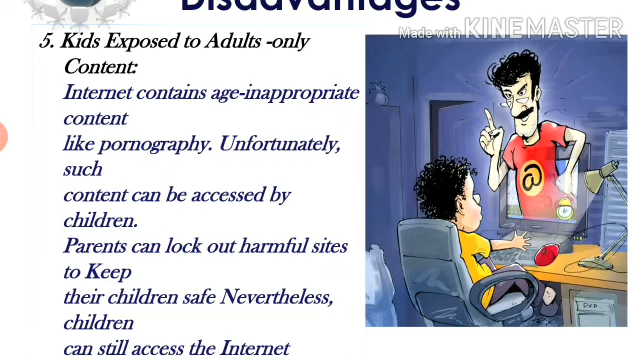 Disadvantages
Made with KINEMASTER
5. Kids Exposed to Adults -only
Content:
Internet contains age-inappropriate
content
like pornography. Unfortunately,
such
content can be accessed by
children.
Parents can lock out harmful sites
to Keep
their children safe Nevertheless,
children
can still access the Internet
@
DVD